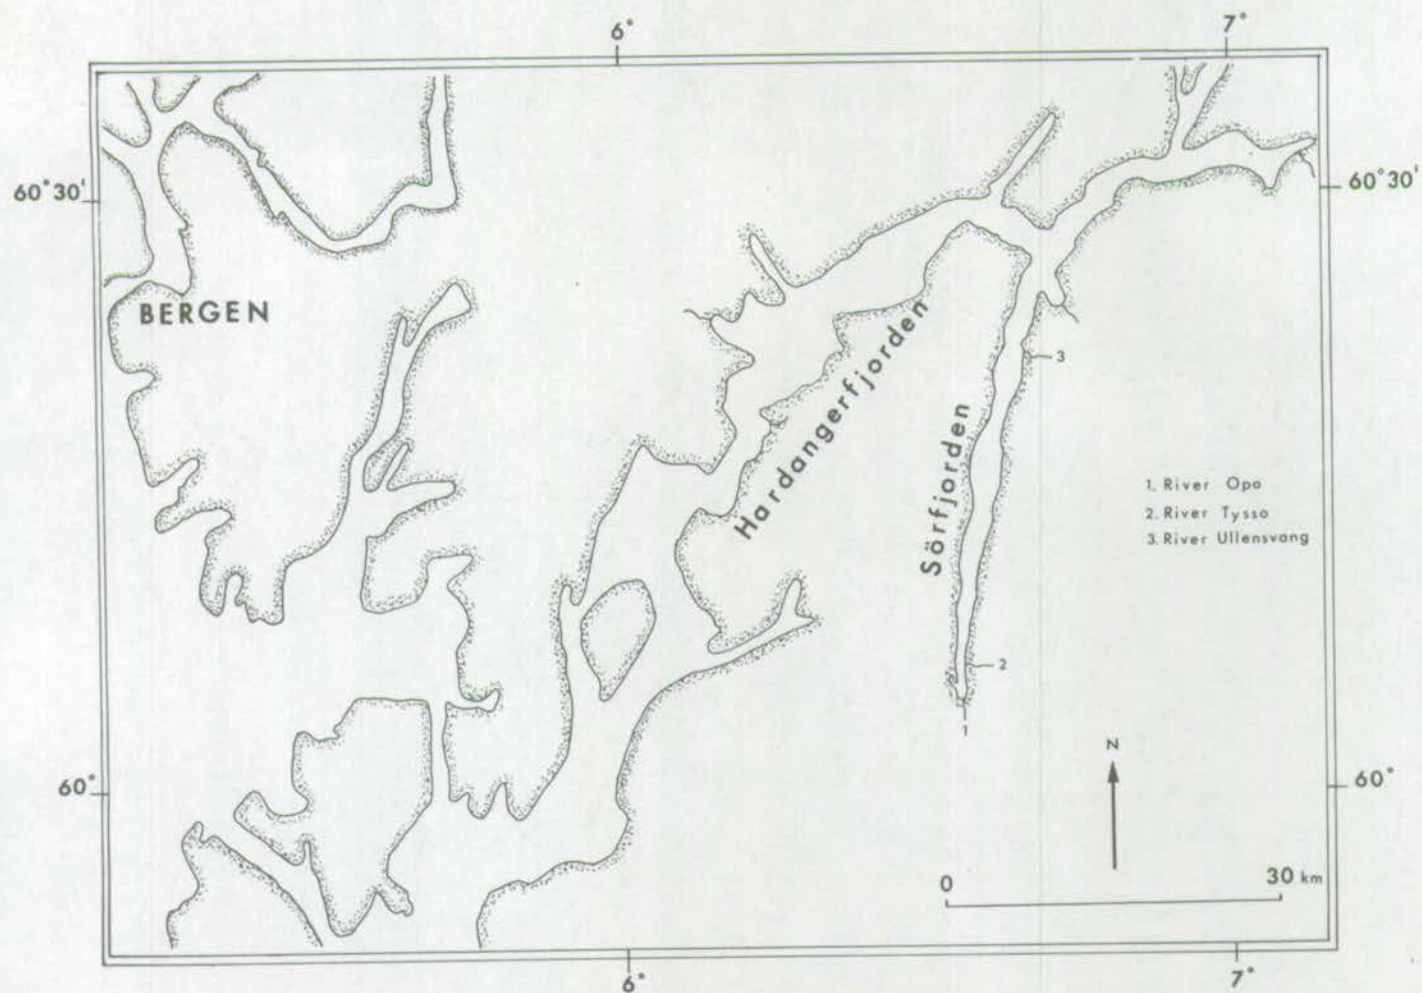 6° 7°
60°30' 60°30'
BERGEN
Hardangerfjorden
Sörfjorden
3
1. River Opo
2. River Tysso
3. River Ullensvang
2
1
N
60° 60°
0 30 km
6° 7°